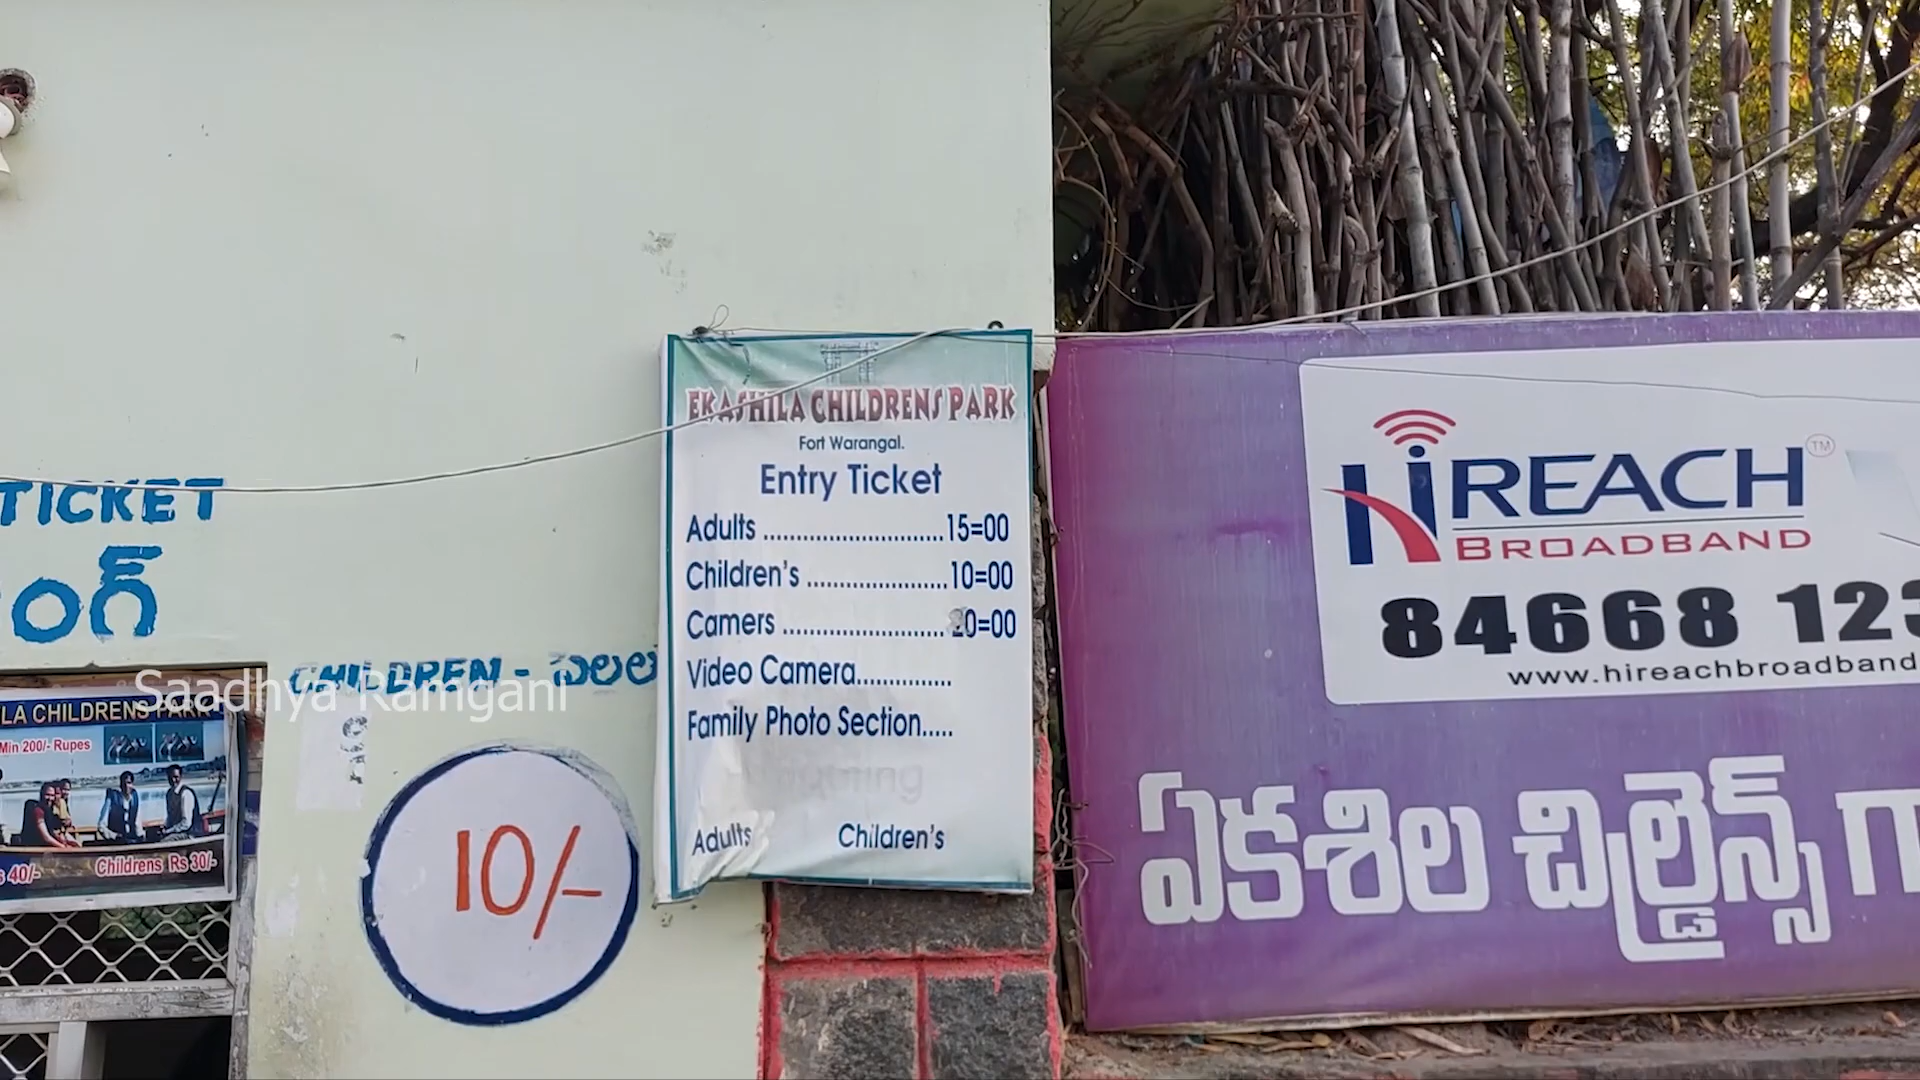 TICKET
CHILDREN -
Saadhya Ramgani
LA CHILDRENS PARK
Min 200/- Rupes
40/- Childrens Rs 30/-
10/-
EKASHILA CHILDRENS PARK
Fort Warangal.
Entry Ticket
Adults ...........................15=00
Children's .....................10=00
Camers ........................ 20=00
Video Camera..............
Family Photo Section.....
Adults Children's
HIREACH TM
BROADBAND
84668 123
www.hireachbroadband
ఏకశిల చిల్డ్రైన్స్ గా